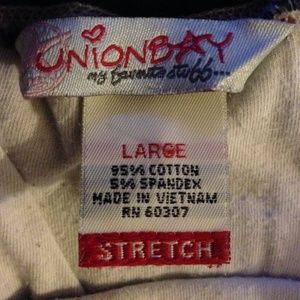 UNIONBAY
my favorite stuff...
LARGE
95% COTTON
5% SPANDEX
MADE IN VIETNAM
RN 60307
STRETCH